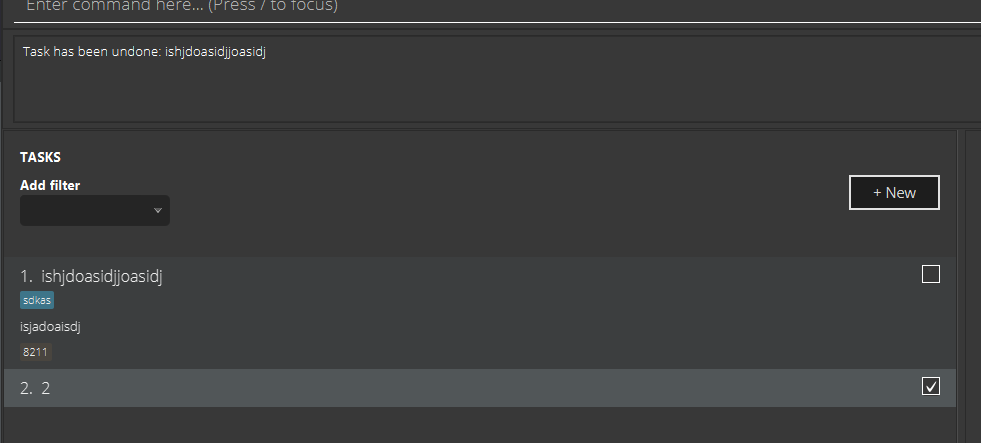 Enter command here... (Press / to focus)
Task has been undone: ishjdoasidjjoasidj
TASKS
Add filter
+ New
1. ishjdoasidjjoasidj
sdkas
isjadoaisdj
8211
2. 2